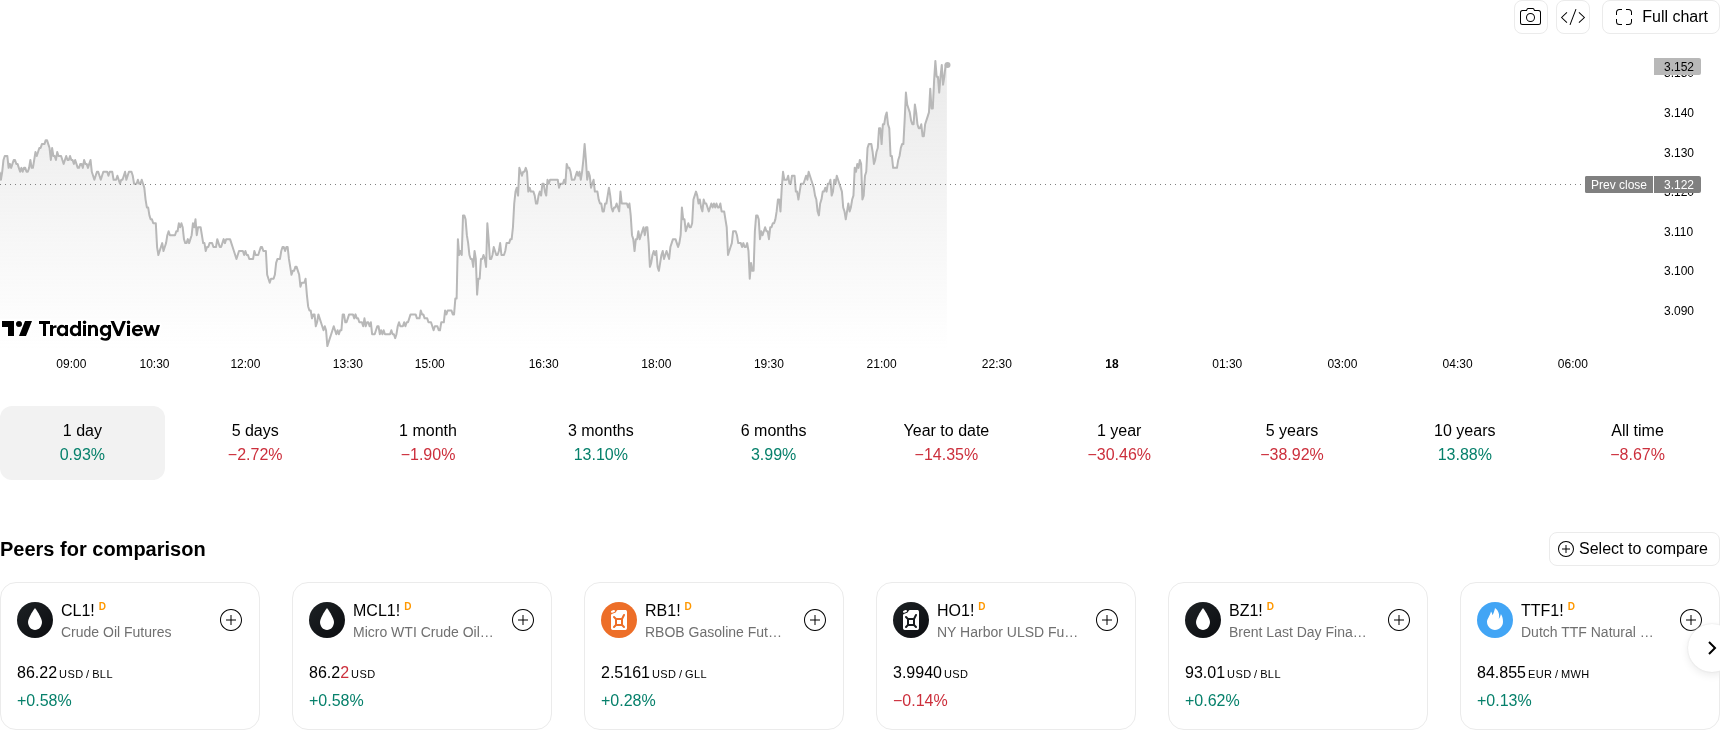 Full chart
3.152
3.140
3.130
Prev close 3.122
3.110
3.100
3.090
TradingView
09:00 10:30 12:00 13:30 15:00 16:30 18:00 19:30 21:00 22:30 18 01:30 03:00 04:30 06:00
1 day 5 days 1 month 3 months 6 months Year to date 1 year 5 years 10 years All time
0.93% −2.72% −1.90% 13.10% 3.99% −14.35% −30.46% −38.92% 13.88% −8.67%
Peers for comparison
Select to compare
CL1! D
Crude Oil Futures
86.22 USD / BLL
+0.58%
MCL1! D
Micro WTI Crude Oil…
86.22 USD
+0.58%
RB1! D
RBOB Gasoline Fut…
2.5161 USD / GLL
+0.28%
HO1! D
NY Harbor ULSD Fu…
3.9940 USD
−0.14%
BZ1! D
Brent Last Day Fina…
93.01 USD / BLL
+0.62%
TTF1! D
Dutch TTF Natural …
84.855 EUR / MWH
+0.13%